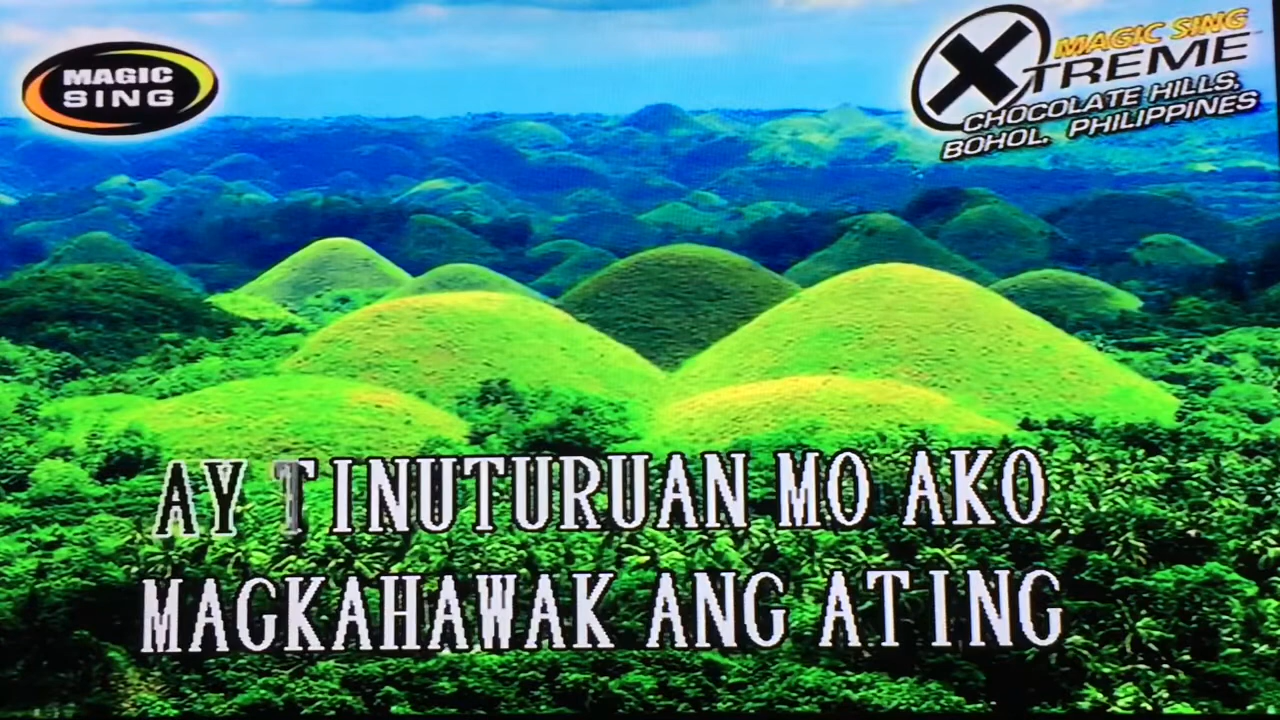 MAGIC
SING
MAGIC SING
XTREME
CHOCOLATE HILLS,
BOHOL, PHILIPPINES
AY TINUTURUAN MO AKO
MAGKAHAWAK ANG ATING